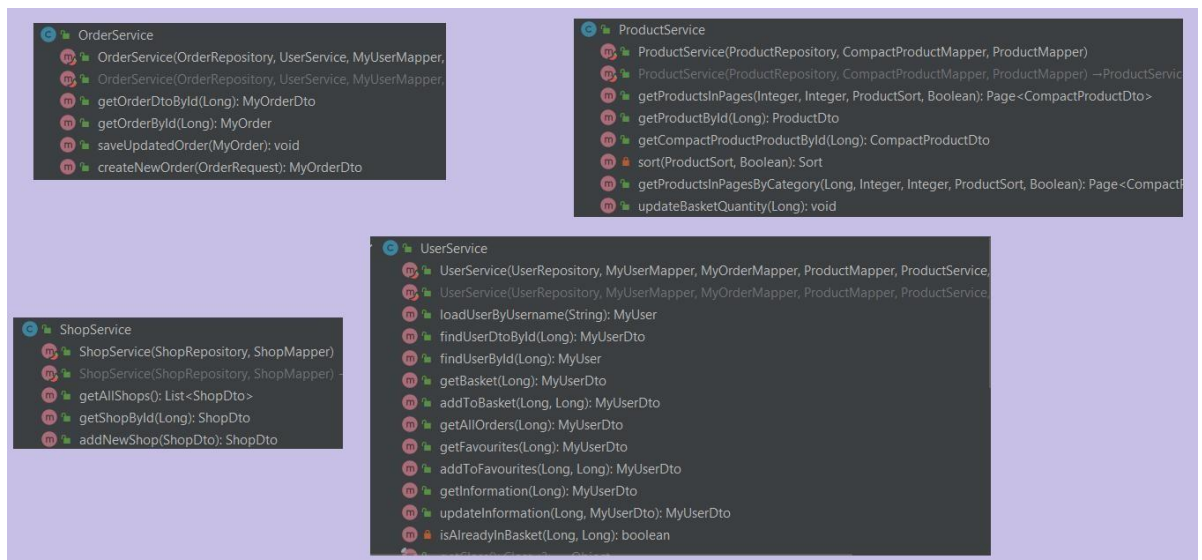 OrderService
OrderService(OrderRepository, UserService, MyUserMapper,
OrderService(OrderRepository, UserService, MyUserMapper,
getOrderDtoById(Long): MyOrderDto
getOrderById(Long): MyOrder
saveUpdatedOrder(MyOrder): void
createNewOrder(OrderRequest): MyOrderDto
ProductService
ProductService(ProductRepository, CompactProductMapper, ProductMapper)
ProductService(ProductRepository, CompactProductMapper, ProductMapper) →ProductServic
getProductsInPages(Integer, Integer, ProductSort, Boolean): Page<CompactProductDto>
getProductById(Long): ProductDto
getCompactProductProductById(Long): CompactProductDto
sort(ProductSort, Boolean): Sort
getProductsInPagesByCategory(Long, Integer, Integer, ProductSort, Boolean): Page<CompactP
updateBasketQuantity(Long): void
ShopService
ShopService(ShopRepository, ShopMapper)
ShopService(ShopRepository, ShopMapper)
getAllShops(): List<ShopDto>
getShopById(Long): ShopDto
addNewShop(ShopDto): ShopDto
UserService
UserService(UserRepository, MyUserMapper, MyOrderMapper, ProductMapper, ProductService,
UserService(UserRepository, MyUserMapper, MyOrderMapper, ProductMapper, ProductService,
loadUserByUsername(String): MyUser
findUserDtoById(Long): MyUserDto
findUserById(Long): MyUser
getBasket(Long): MyUserDto
addToBasket(Long, Long): MyUserDto
getAllOrders(Long): MyUserDto
getFavourites(Long): MyUserDto
addToFavourites(Long, Long): MyUserDto
getInformation(Long): MyUserDto
updateInformation(Long, MyUserDto): MyUserDto
isAlreadyInBasket(Long, Long): boolean